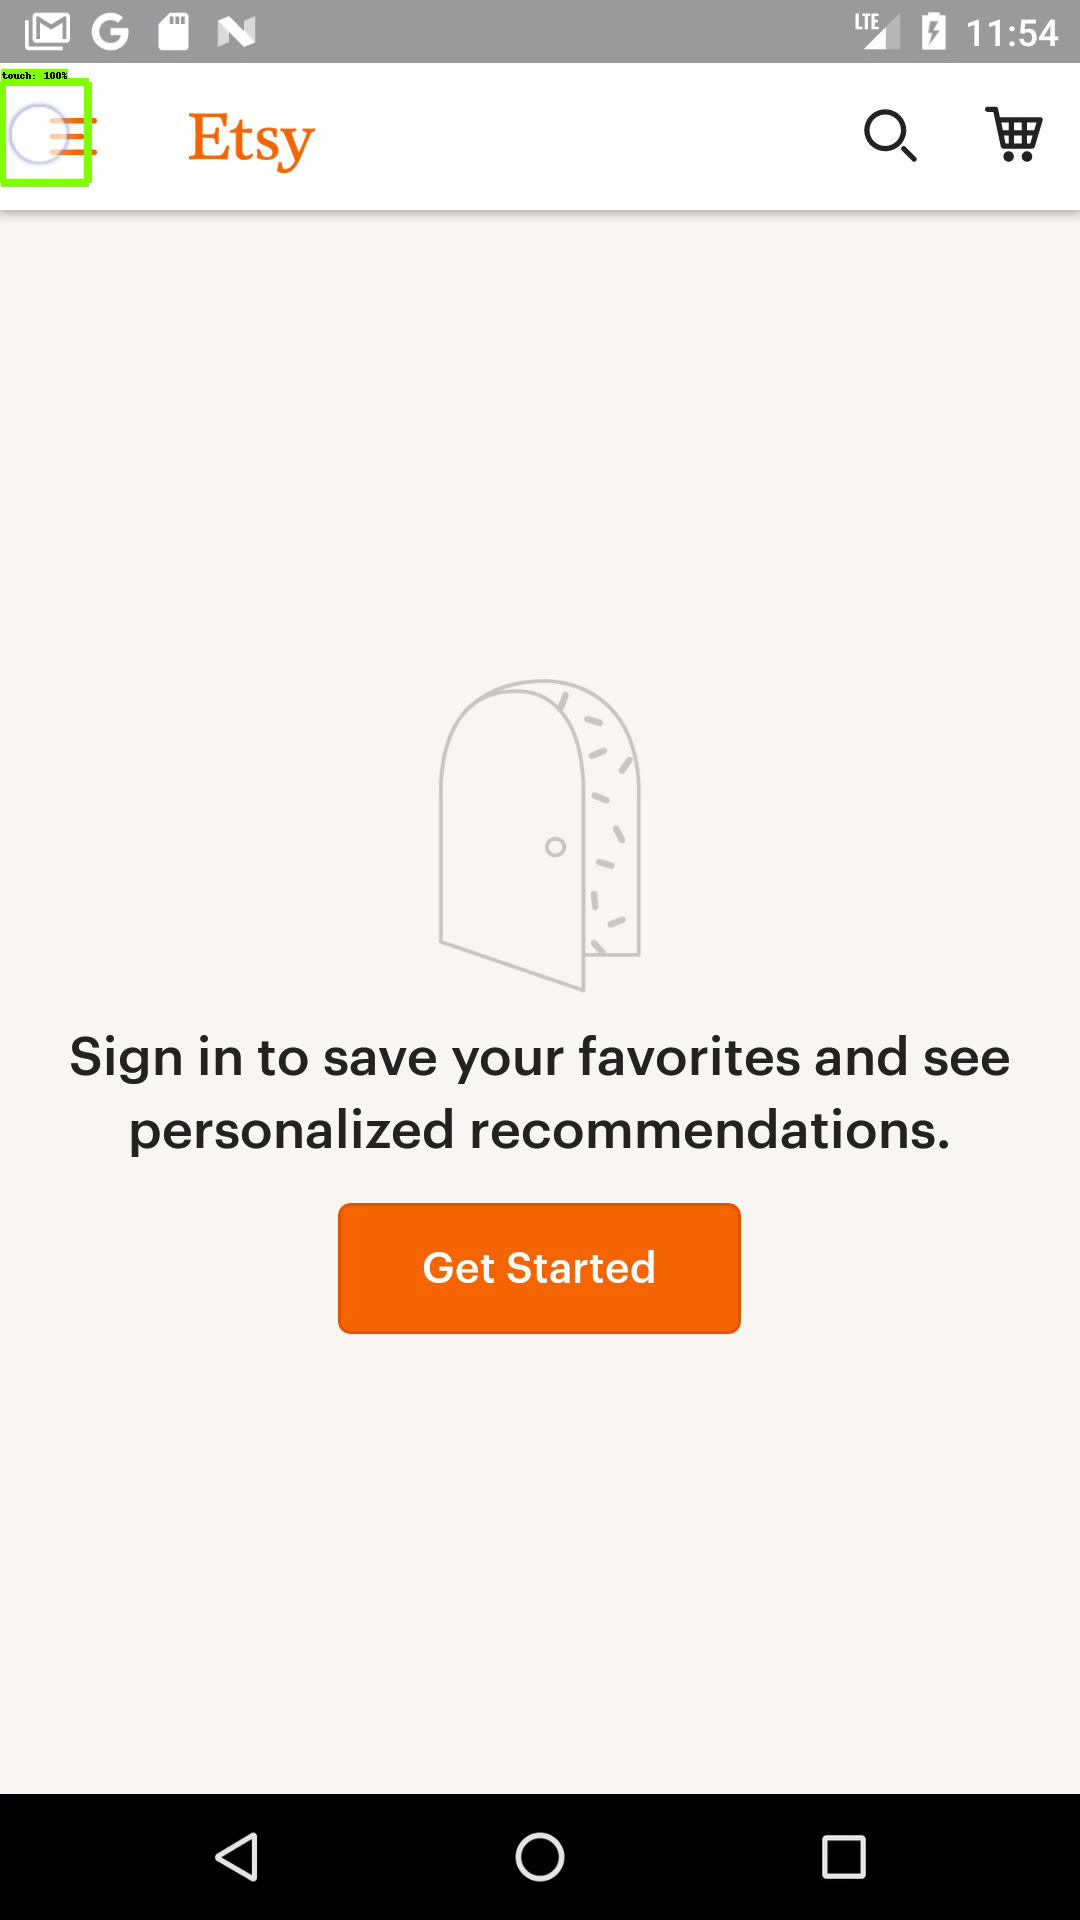 LTE 11:54
touch: 100%
Etsy
Sign in to save your favorites and see
personalized recommendations.
Get Started